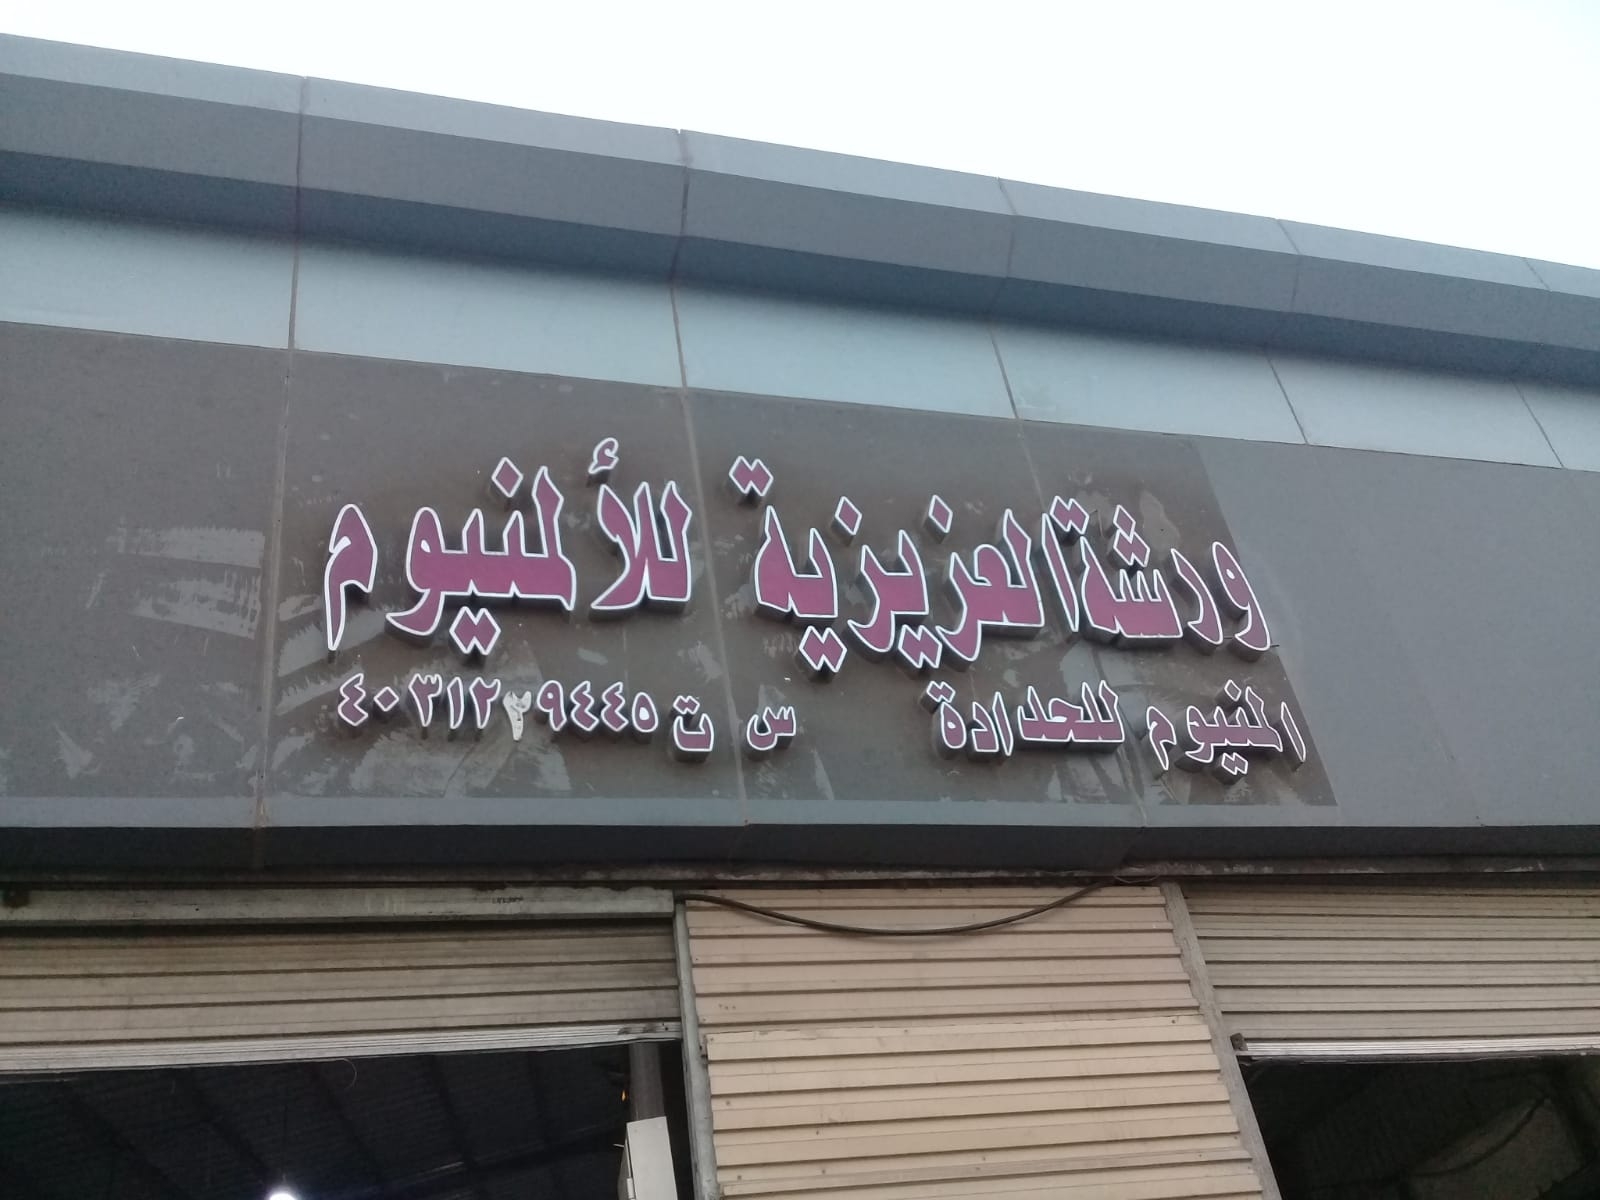 ورشة العزيزية للألمنيوم
المنيوم للحدادة س ت ٤٠٣١٢٢٩٤٤٥